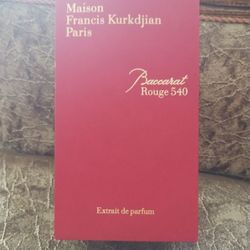 Maison
Francis Kurkdjian
Paris
Baccarat
Rouge 540
Extrait de parfum